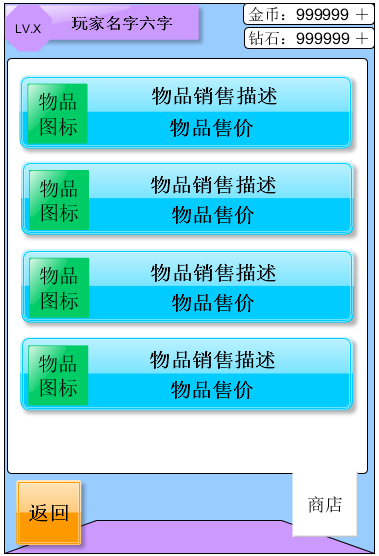 LV.X
玩家名字六字
金币：999999 +
钻石：999999 +
物品
图标
物品销售描述
物品售价
物品
图标
物品销售描述
物品售价
物品
图标
物品销售描述
物品售价
物品
图标
物品销售描述
物品售价
返回
商店